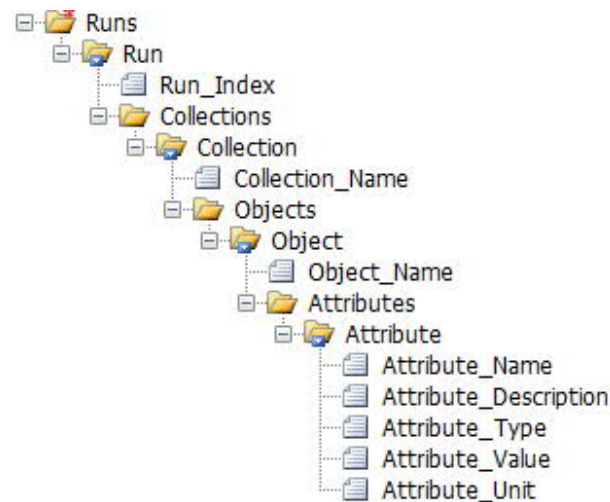 Runs
Run
Run_Index
Collections
Collection
Collection_Name
Objects
Object
Object_Name
Attributes
Attribute
Attribute_Name
Attribute_Description
Attribute_Type
Attribute_Value
Attribute_Unit